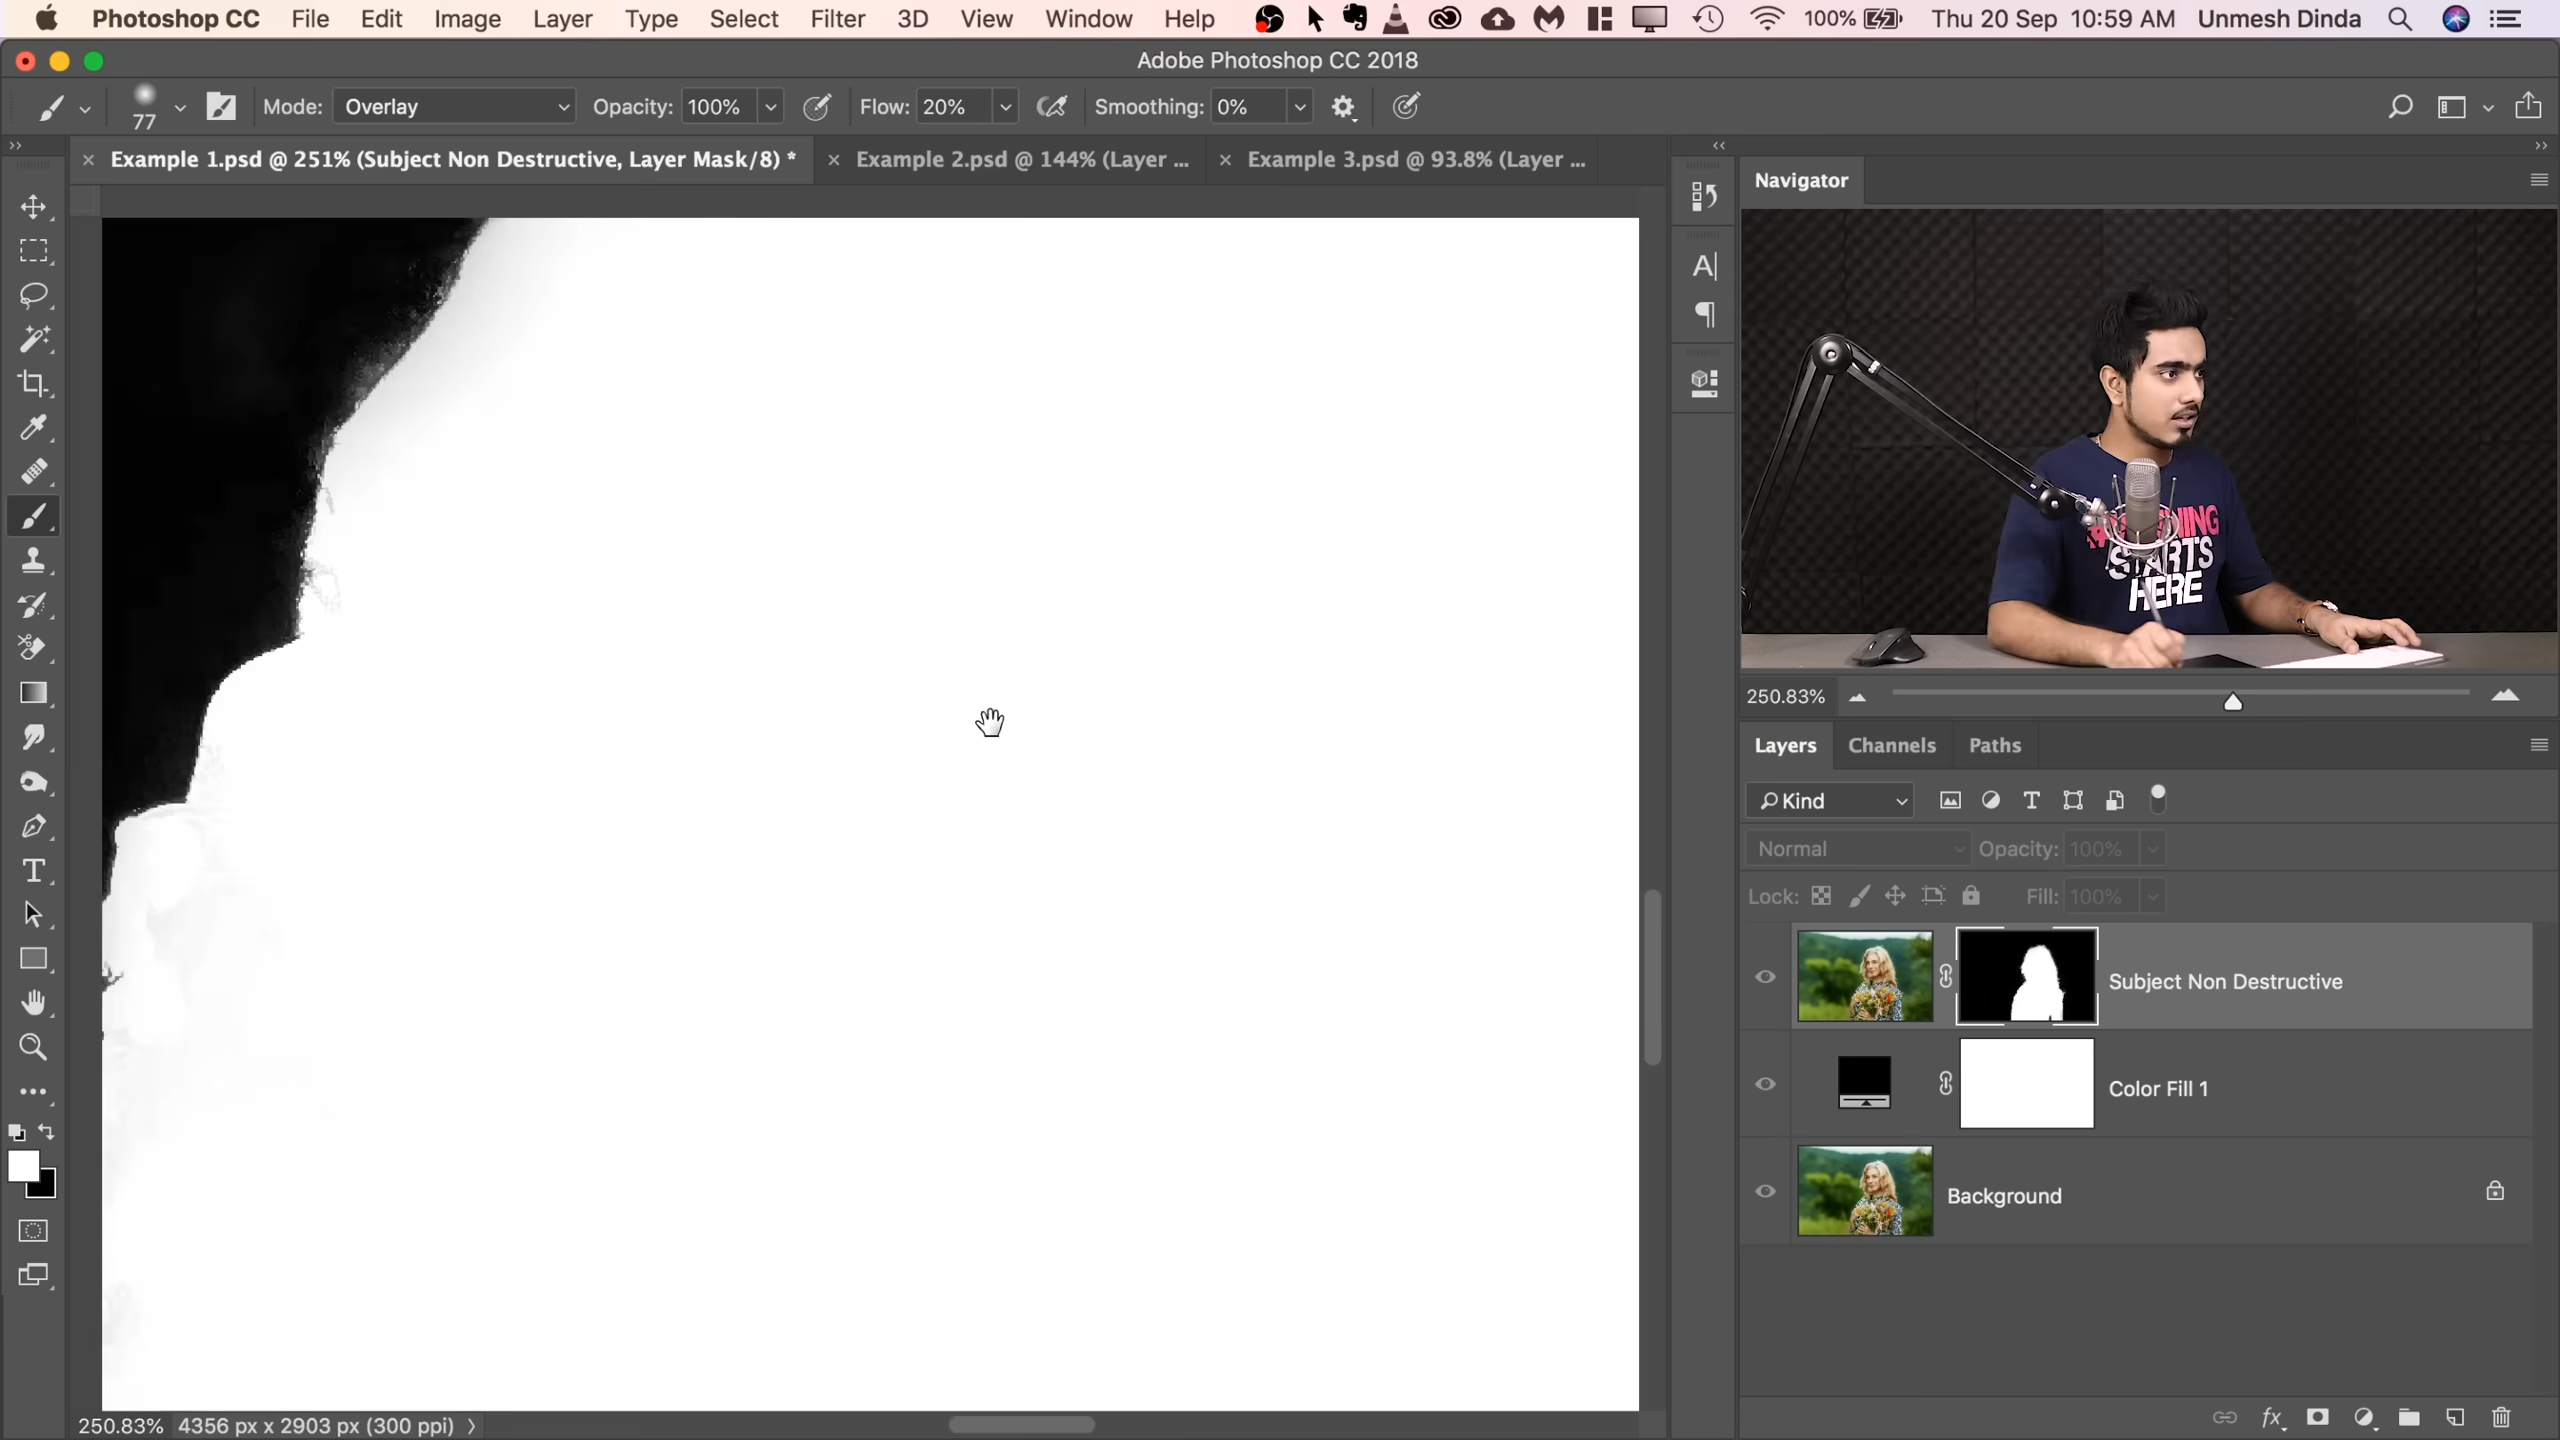 Photoshop CC File Edit Image Layer Type Select Filter 3D View Window Help 100% Thu 20 Sep 10:59 AM Unmesh Dinda
Adobe Photoshop CC 2018
77 Mode: Overlay Opacity: 100% Flow: 20% Smoothing: 0%
Example 1.psd @ 251% (Subject Non Destructive, Layer Mask/8) * Example 2.psd @ 144% (Layer ... Example 3.psd @ 93.8% (Layer ...
Navigator
STARTS
HERE
250.83%
Layers Channels Paths
Kind
Normal Opacity: 100%
Lock: Fill: 100%
Subject Non Destructive
Color Fill 1
Background
250.83% 4356 px x 2903 px (300 ppi)